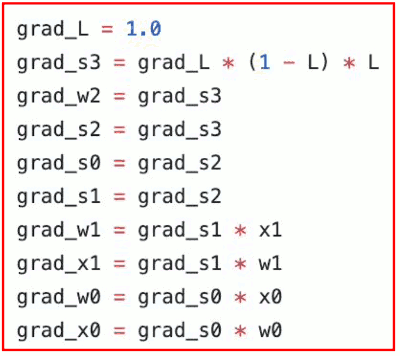 grad_L = 1.0
grad_s3 = grad_L * (1 - L) * L
grad_w2 = grad_s3
grad_s2 = grad_s3
grad_s0 = grad_s2
grad_s1 = grad_s2
grad_w1 = grad_s1 * x1
grad_x1 = grad_s1 * w1
grad_w0 = grad_s0 * x0
grad_x0 = grad_s0 * w0